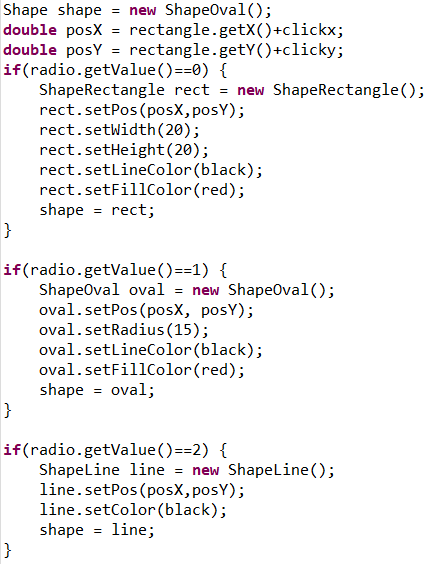 Shape shape = new ShapeOval();
double posX = rectangle.getX()+clickx;
double posY = rectangle.getY()+clicky;
if(radio.getValue()==0) {
    ShapeRectangle rect = new ShapeRectangle();
    rect.setPos(posX,posY);
    rect.setWidth(20);
    rect.setHeight(20);
    rect.setLineColor(black);
    rect.setFillColor(red);
    shape = rect;
}

if(radio.getValue()==1) {
    ShapeOval oval = new ShapeOval();
    oval.setPos(posX, posY);
    oval.setRadius(15);
    oval.setLineColor(black);
    oval.setFillColor(red);
    shape = oval;
}

if(radio.getValue()==2) {
    ShapeLine line = new ShapeLine();
    line.setPos(posX,posY);
    line.setColor(black);
    shape = line;
}